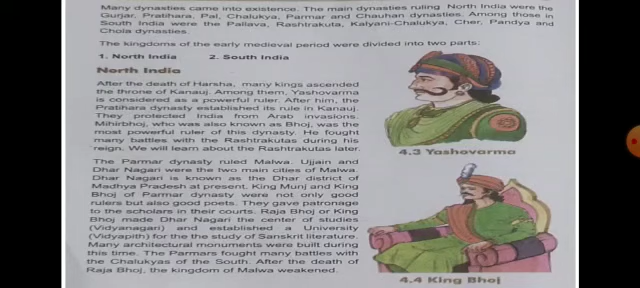 Many dynasties came into existence. The main dynasties ruling North India were the
Gurjar, Pratihara, Pal, Chalukya, Parmar and Chauhan dynasties. Among those in
South India were the Pallava, Rashtrakuta, Kalyani-Chalukya, Cher, Pandya and
Chola dynasties.
The kingdoms of the early medieval period were divided into two parts:
1. North India 2. South India
North India
After the death of Harsha, many kings ascended
the throne of Kanauj. Among them, Yashovarma
is considered as a powerful ruler. After him, the
Pratihara dynasty established its rule in Kanauj.
They protected India from Arab invasions.
Mihirbhoj, who was also known as Bhoj, was the
most powerful ruler of this dynasty. He fought
many battles with the Rashtrakutas during his
reign. We will learn about the Rashtrakutas later.
4.3 Yashovarma
The Parmar dynasty ruled Malwa. Ujjain and
Dhar Nagari were the two main cities of Malwa.
Dhar Nagari is known as the Dhar district of
Madhya Pradesh at present. King Munj and King
Bhoj of Parmar dynasty were not only good
rulers but also good poets. They gave patronage
to the scholars in their courts. Raja Bhoj or King
Bhoj made Dhar Nagari the center of studies
(Vidyanagari) and established a University
(Vidyapith) for the the study of Sanskrit literature.
Many architectural monuments were built during
this time. The Parmars fought many battles with
the Chalukyas of the South. After the death of
Raja Bhoj, the kingdom of Malwa weakened.
4.4 King Bhoj